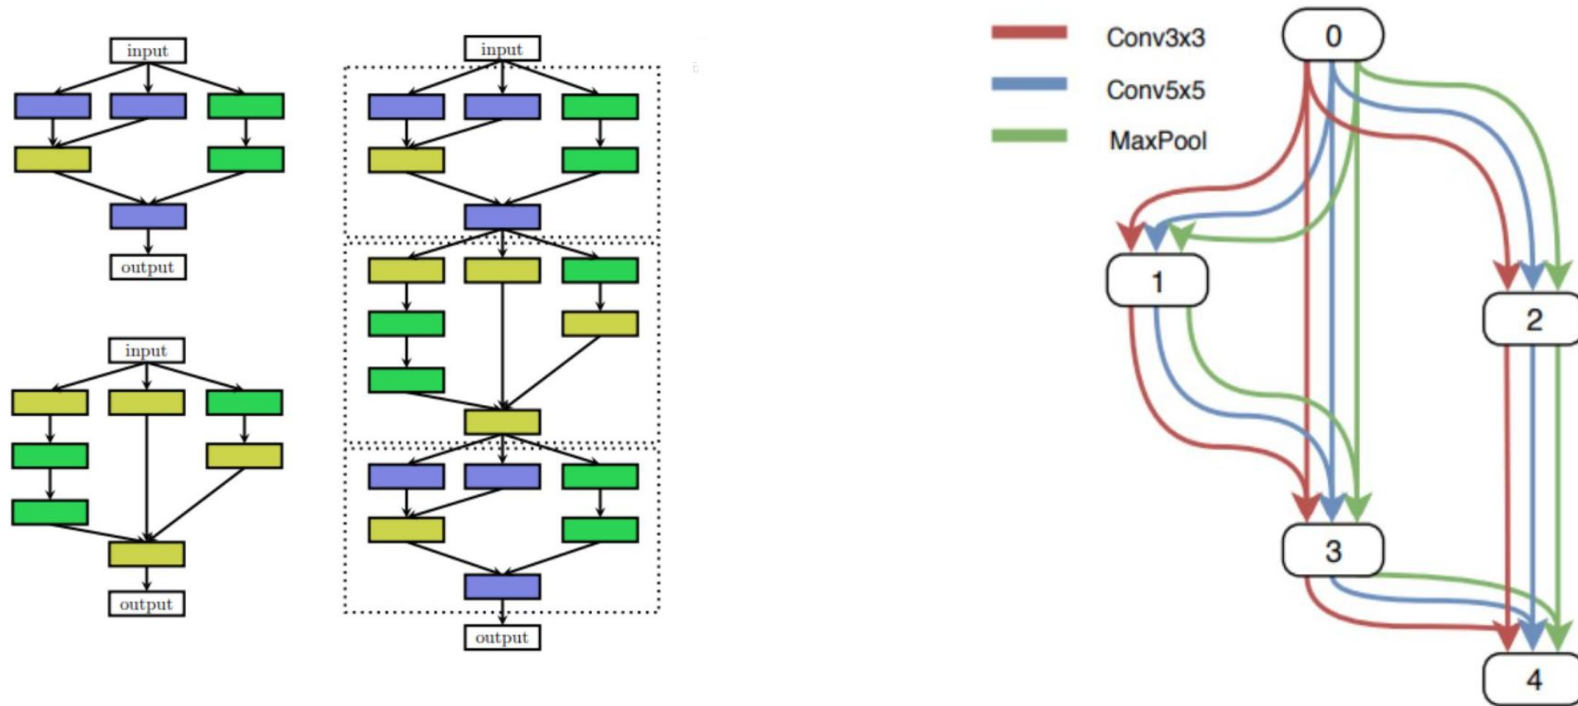 input
output
input
output
input
output
Conv3x3
Conv5x5
MaxPool
0
1
2
3
4